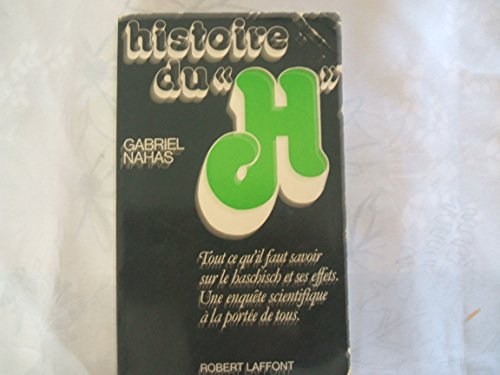 histoire
du "H"
GABRIEL
NAHAS
Tout ce qu'il faut savoir
sur le haschisch et ses effets.
Une enquête scientifique
à la portée de tous.
ROBERT LAFFONT